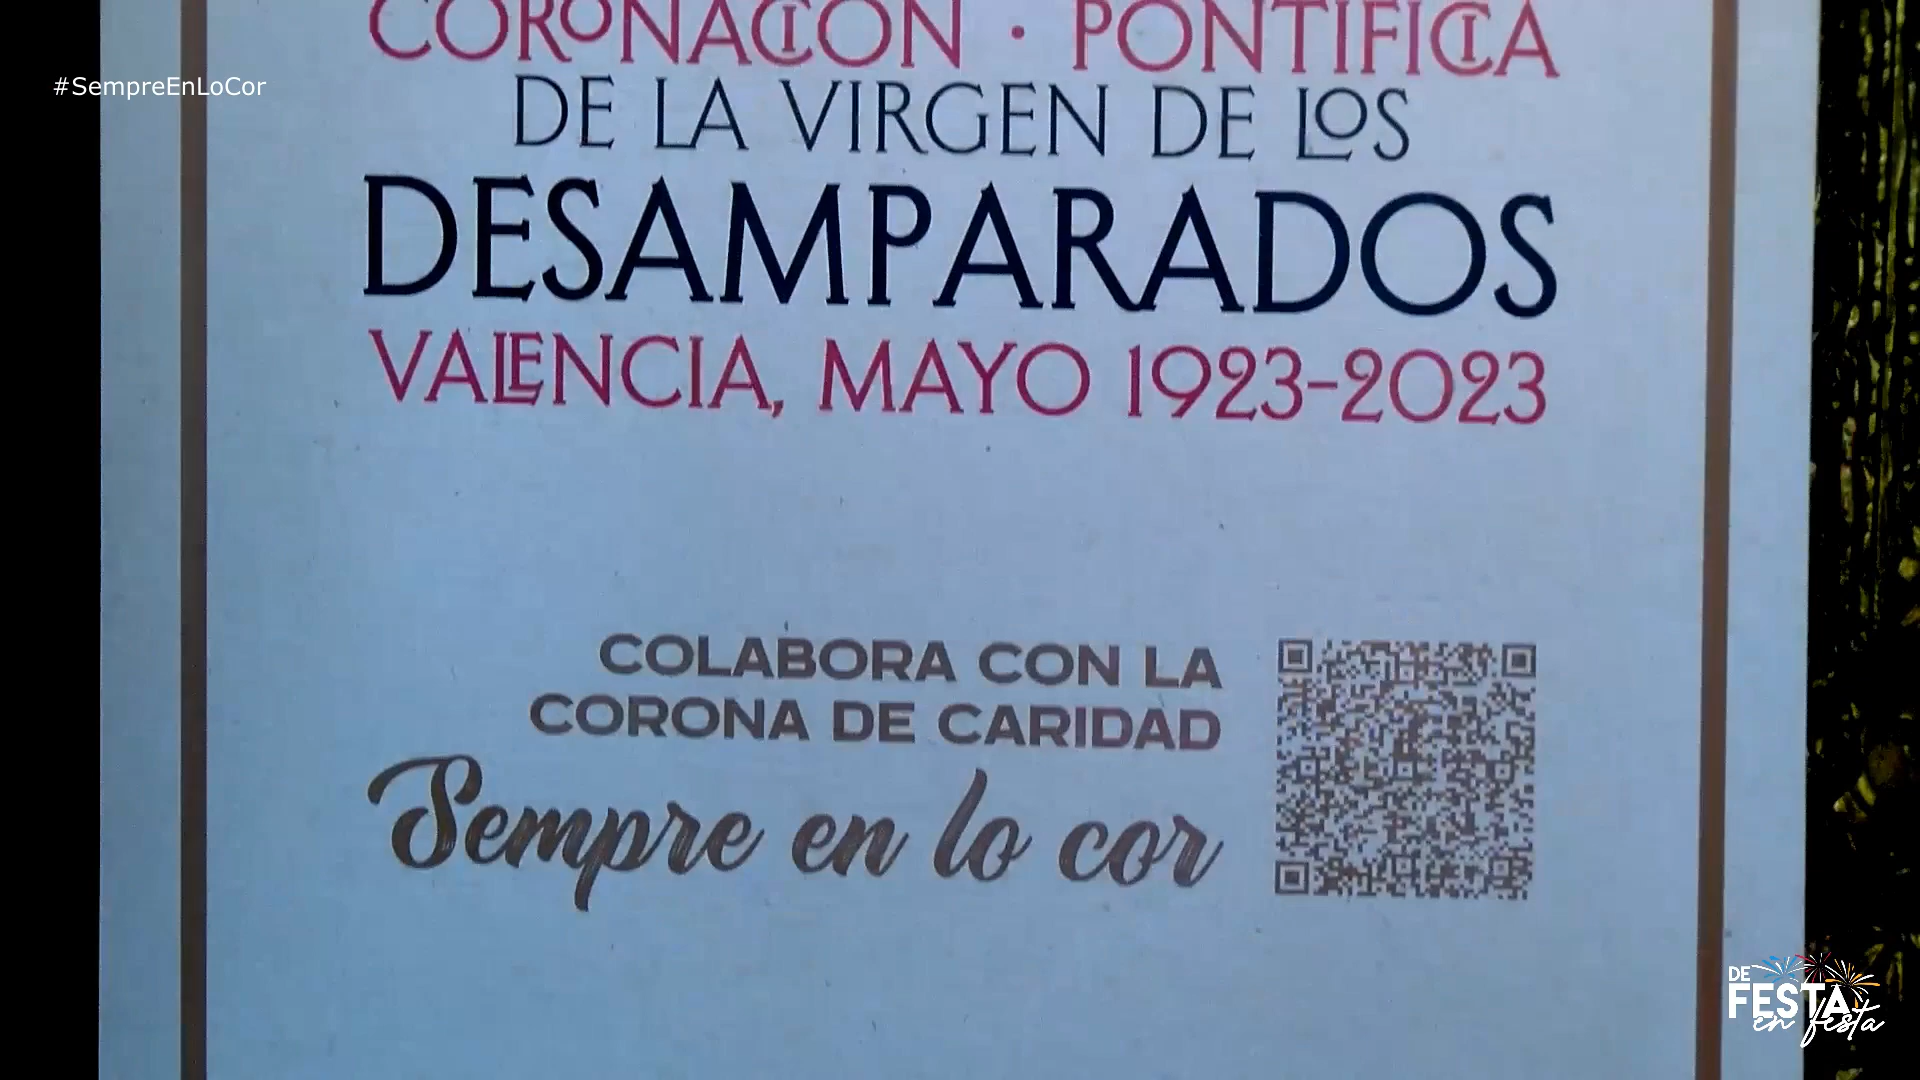 #SempreEnLoCor
CORONACIÓN · PONTIFICIA
DE LA VIRGEN DE LOS
DESAMPARADOS
VALENCIA, MAYO 1923-2023
COLABORA CON LA
CORONA DE CARIDAD
Sempre en lo cor
DE
FESTA
en festa